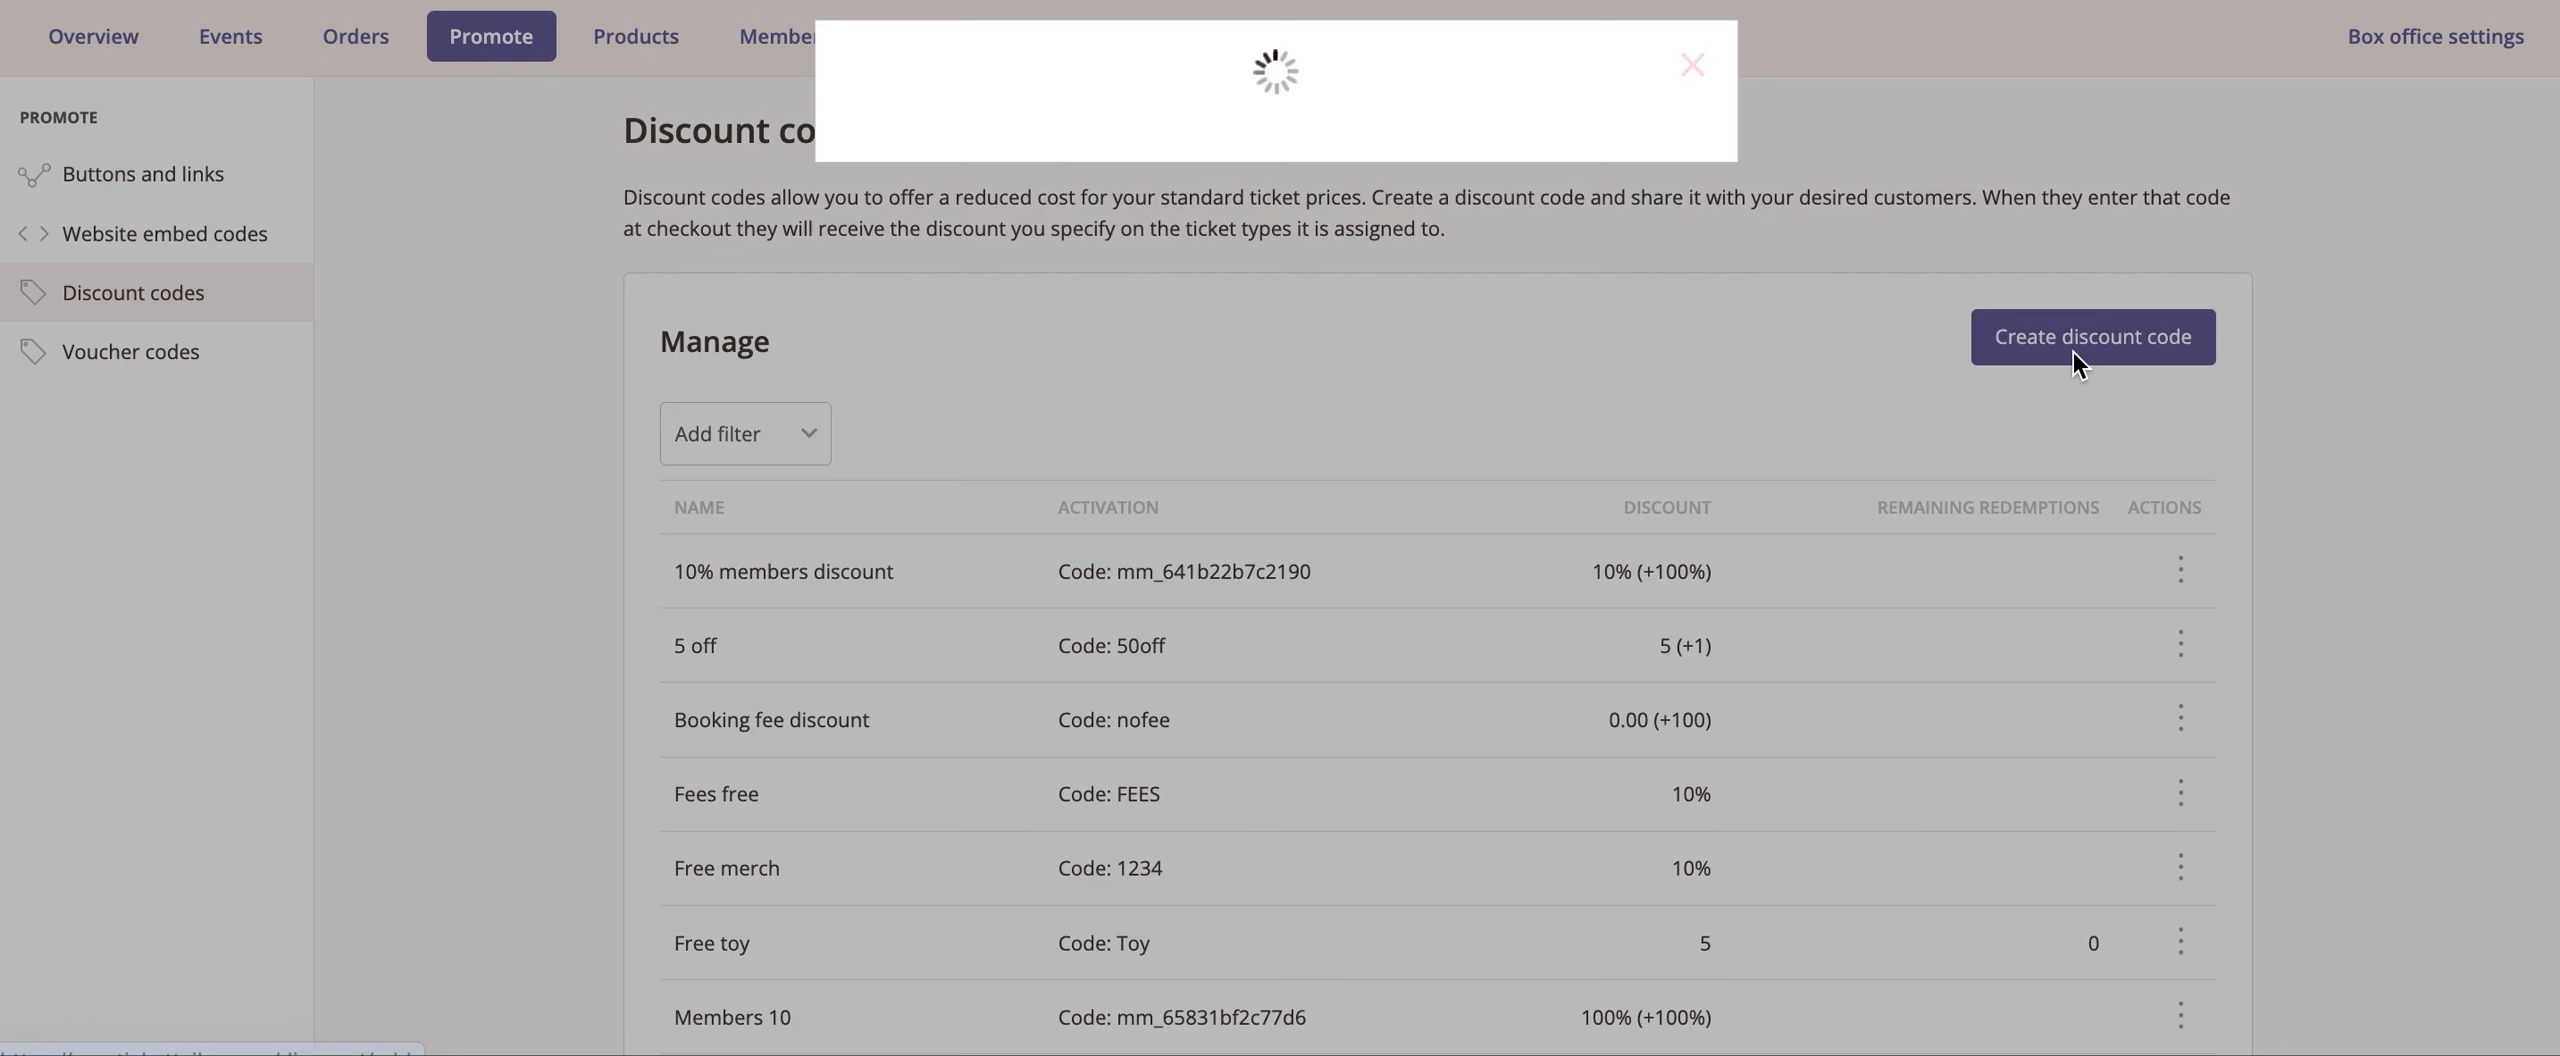 Overview Events Orders Promote Products Box office settings
PROMOTE
Buttons and links
Website embed codes
Discount codes
Voucher codes
Discount
Discount codes allow you to offer a reduced cost for your standard ticket prices. Create a discount code and share it with your desired customers. When they enter that code
at checkout they will receive the discount you specify on the ticket types it is assigned to.
Manage
Create discount code
Add filter
NAME ACTIVATION DISCOUNT REMAINING REDEMPTIONS ACTIONS
10% members discount Code: mm_641b22b7c2190 10% (+100%)
5 off Code: 50off 5 (+1)
Booking fee discount Code: nofee 0.00 (+100)
Fees free Code: FEES 10%
Free merch Code: 1234 10%
Free toy Code: Toy 5 0
Members 10 Code: mm_65831bf2c77d6 100% (+100%)